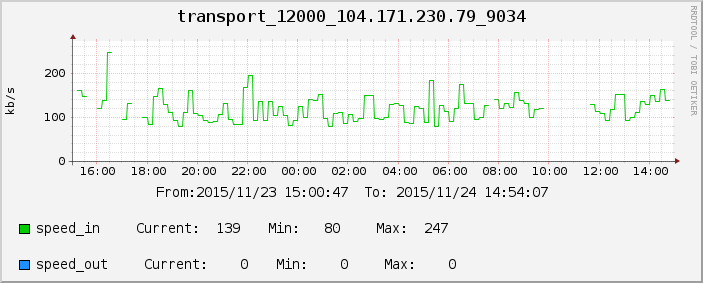 transport_12000_104.171.230.79_9034
RRDTOOL / TOBI OETIKER
kb/s
200
100
0
16:00 18:00 20:00 22:00 00:00 02:00 04:00 06:00 08:00 10:00 12:00 14:00
From:2015/11/23 15:00:47 To: 2015/11/24 14:54:07
speed_in Current: 139 Min: 80 Max: 247
speed_out Current: 0 Min: 0 Max: 0